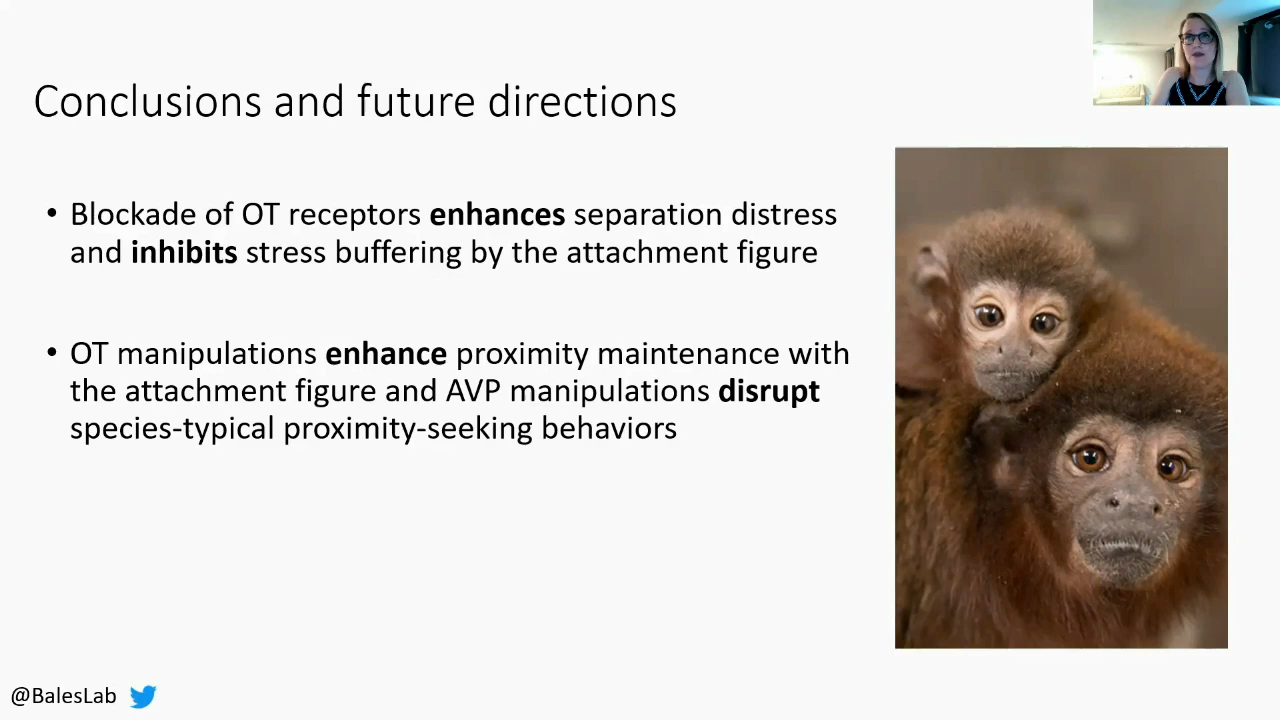 Conclusions and future directions
• Blockade of OT receptors enhances separation distress
and inhibits stress buffering by the attachment figure
• OT manipulations enhance proximity maintenance with
the attachment figure and AVP manipulations disrupt
species-typical proximity-seeking behaviors
@BalesLab